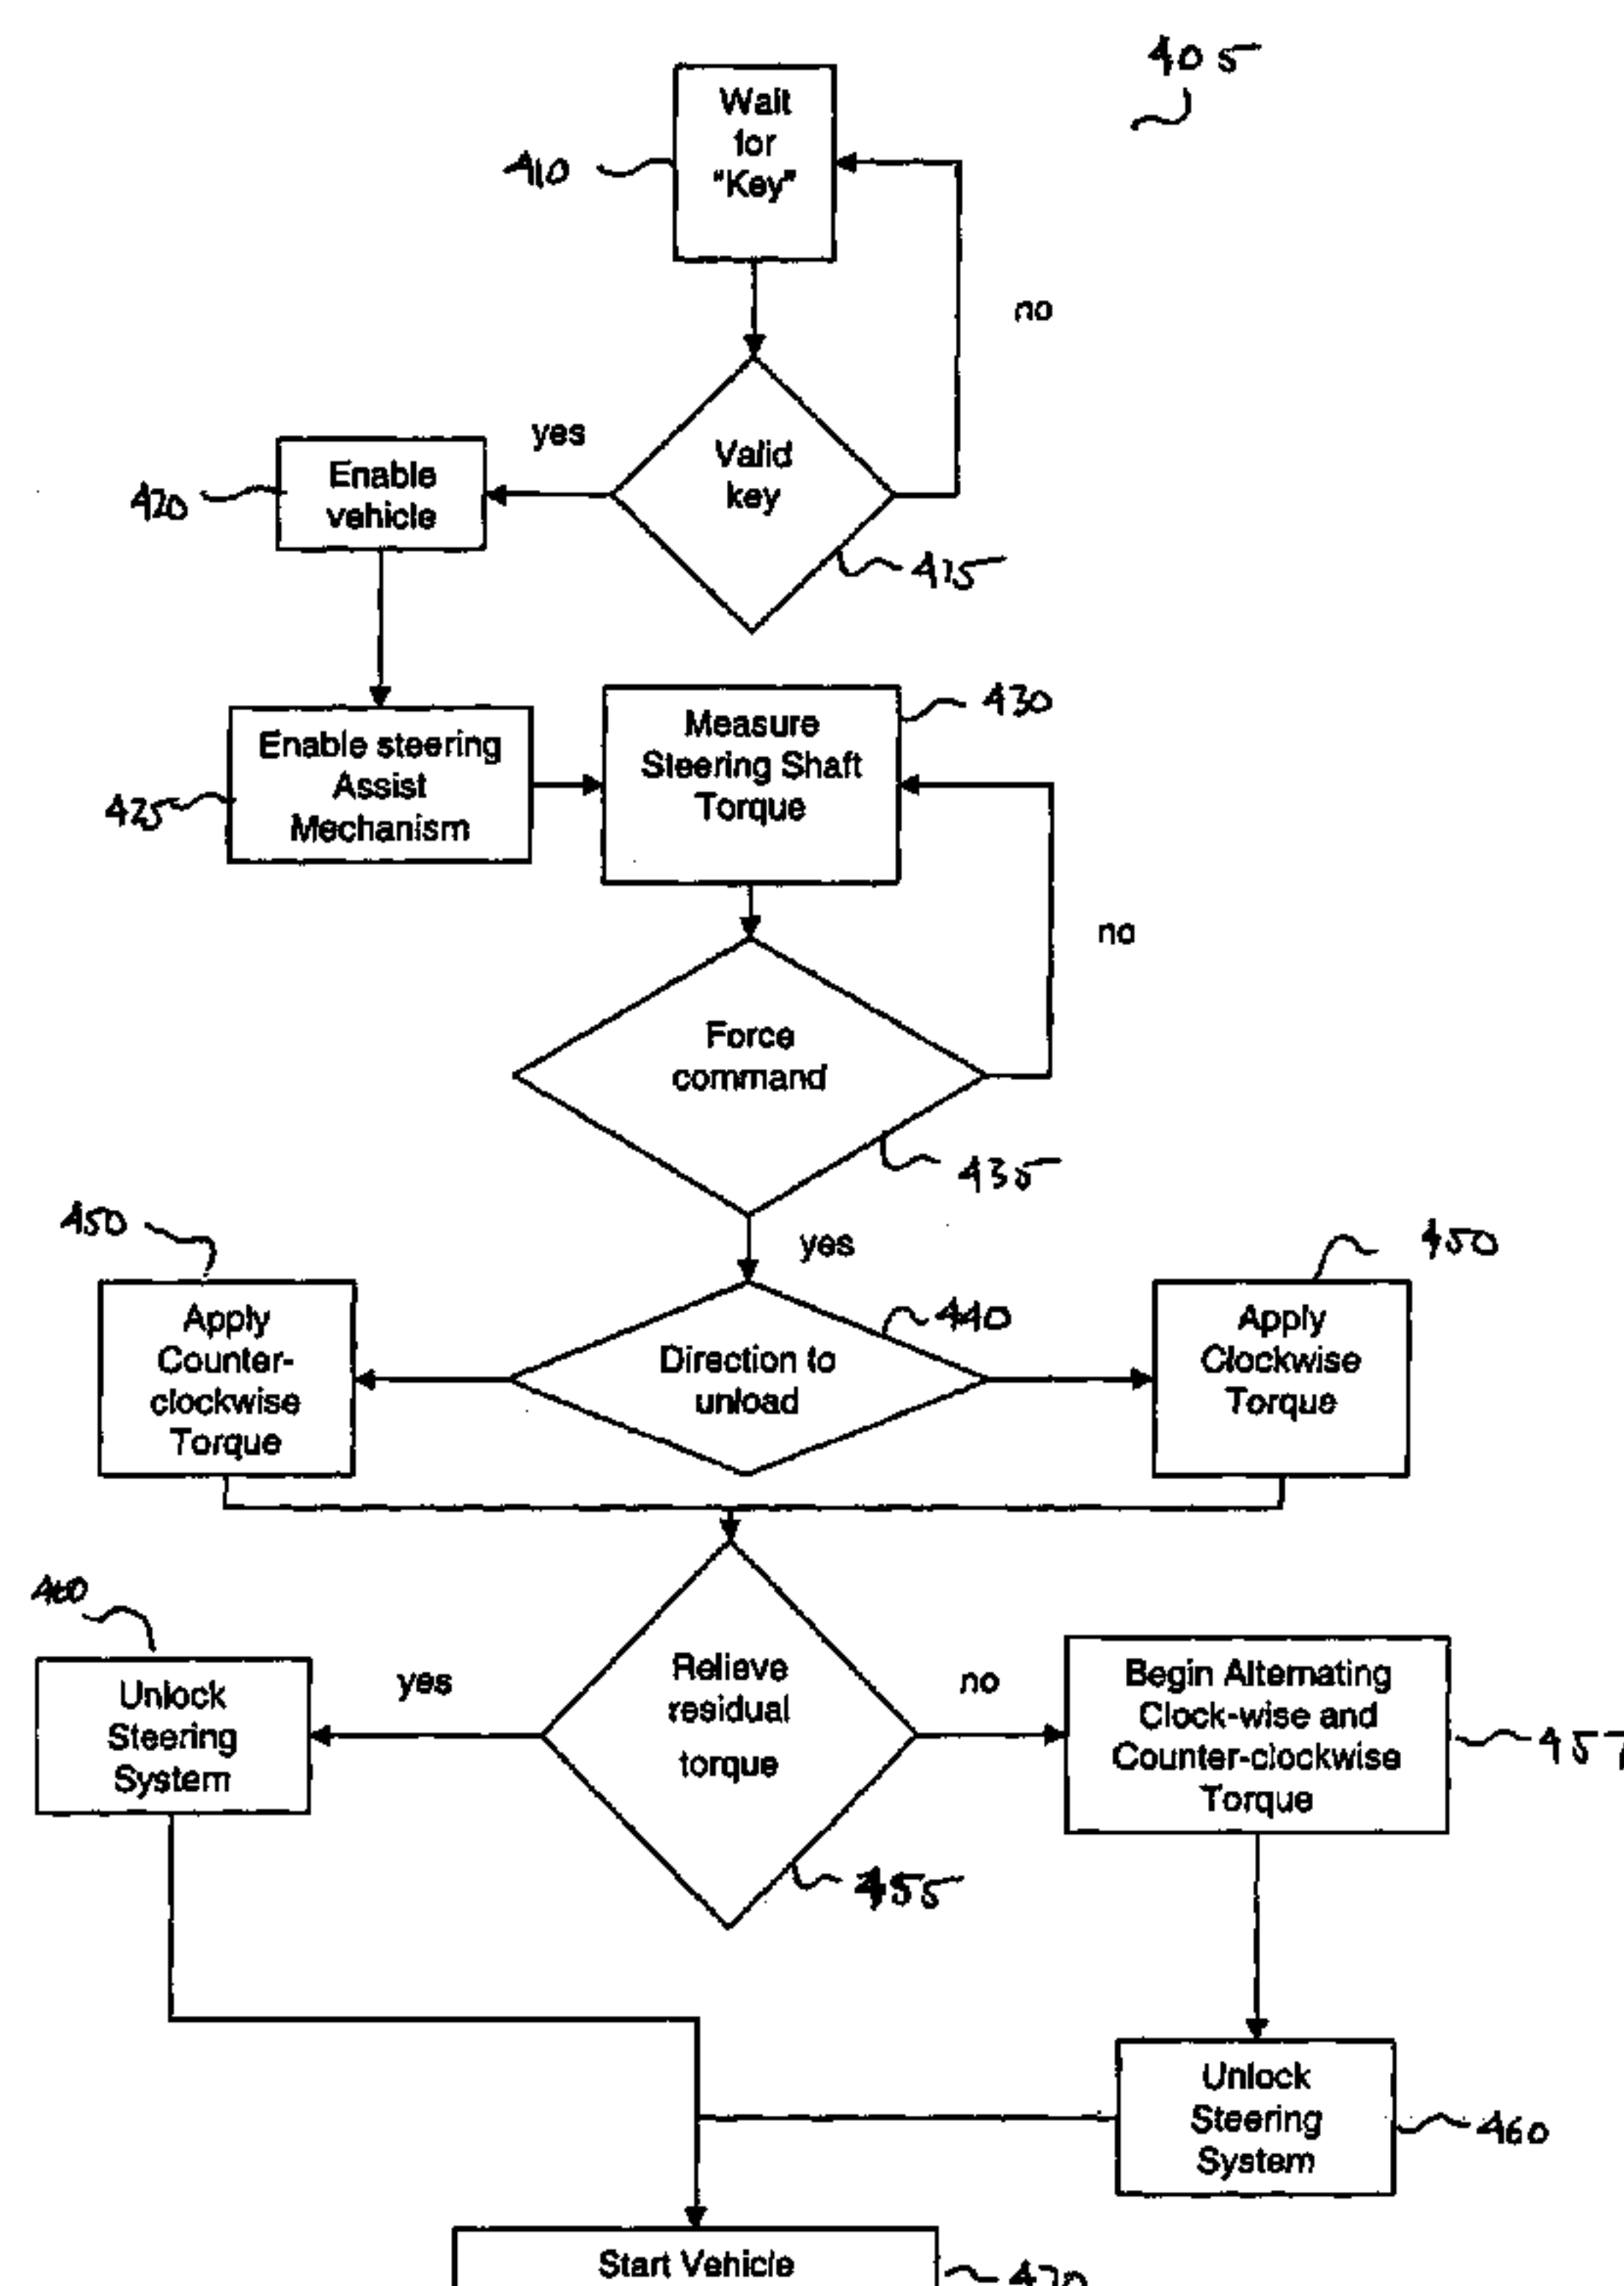 405
Wait
for
"Key"
410
no
yes
Valid
key
Enable
vehicle
420
415
430
Measure
Steering Shaft
Torque
Enable steering
Assist
Mechanism
425
no
Force
command
435
450
yes
450
Apply
Counter-
clockwise
Torque
440
Direction to
unload
Apply
Clockwise
Torque
460
Unlock
Steering
System
yes
Relieve
residual
torque
no
Begin Alternating
Clock-wise and
Counter-clockwise
Torque
457
455
Unlock
Steering
System
460
Start Vehicle
470